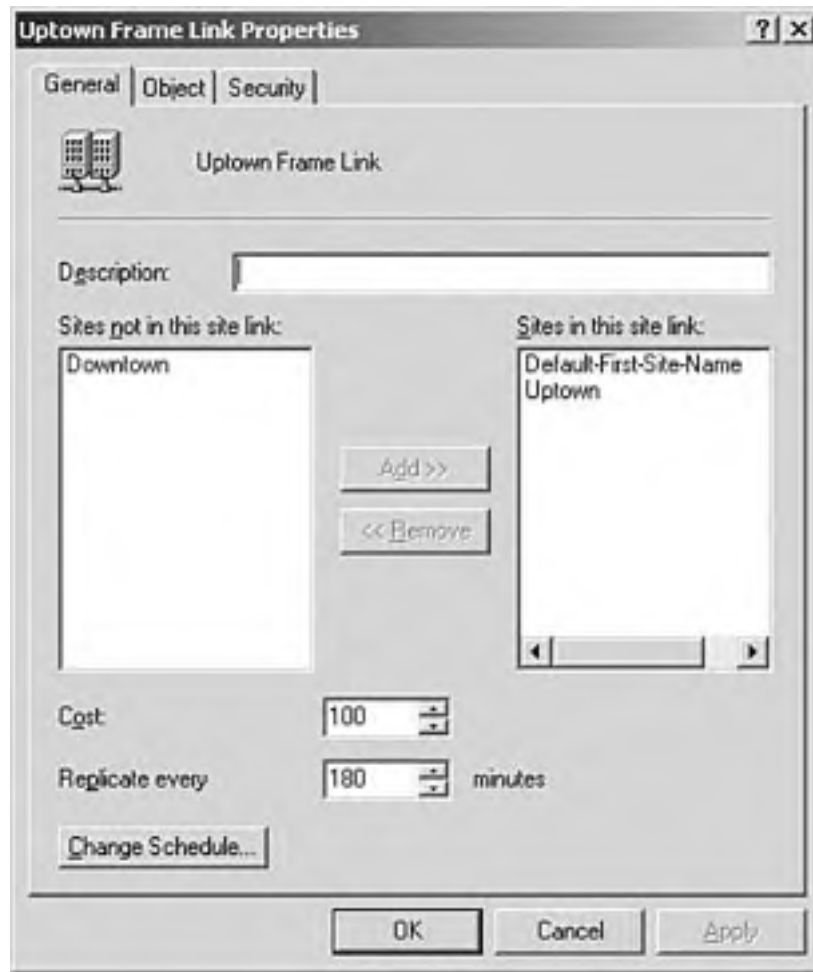 Uptown Frame Link Properties
General Object Security
Uptown Frame Link
Description:
Sites not in this site link:
Downtown
Sites in this site link:
Default-First-Site-Name
Uptown
Add >>
<< Remove
Cost:
100
Replicate every 180 minutes
Change Schedule...
OK Cancel Apply